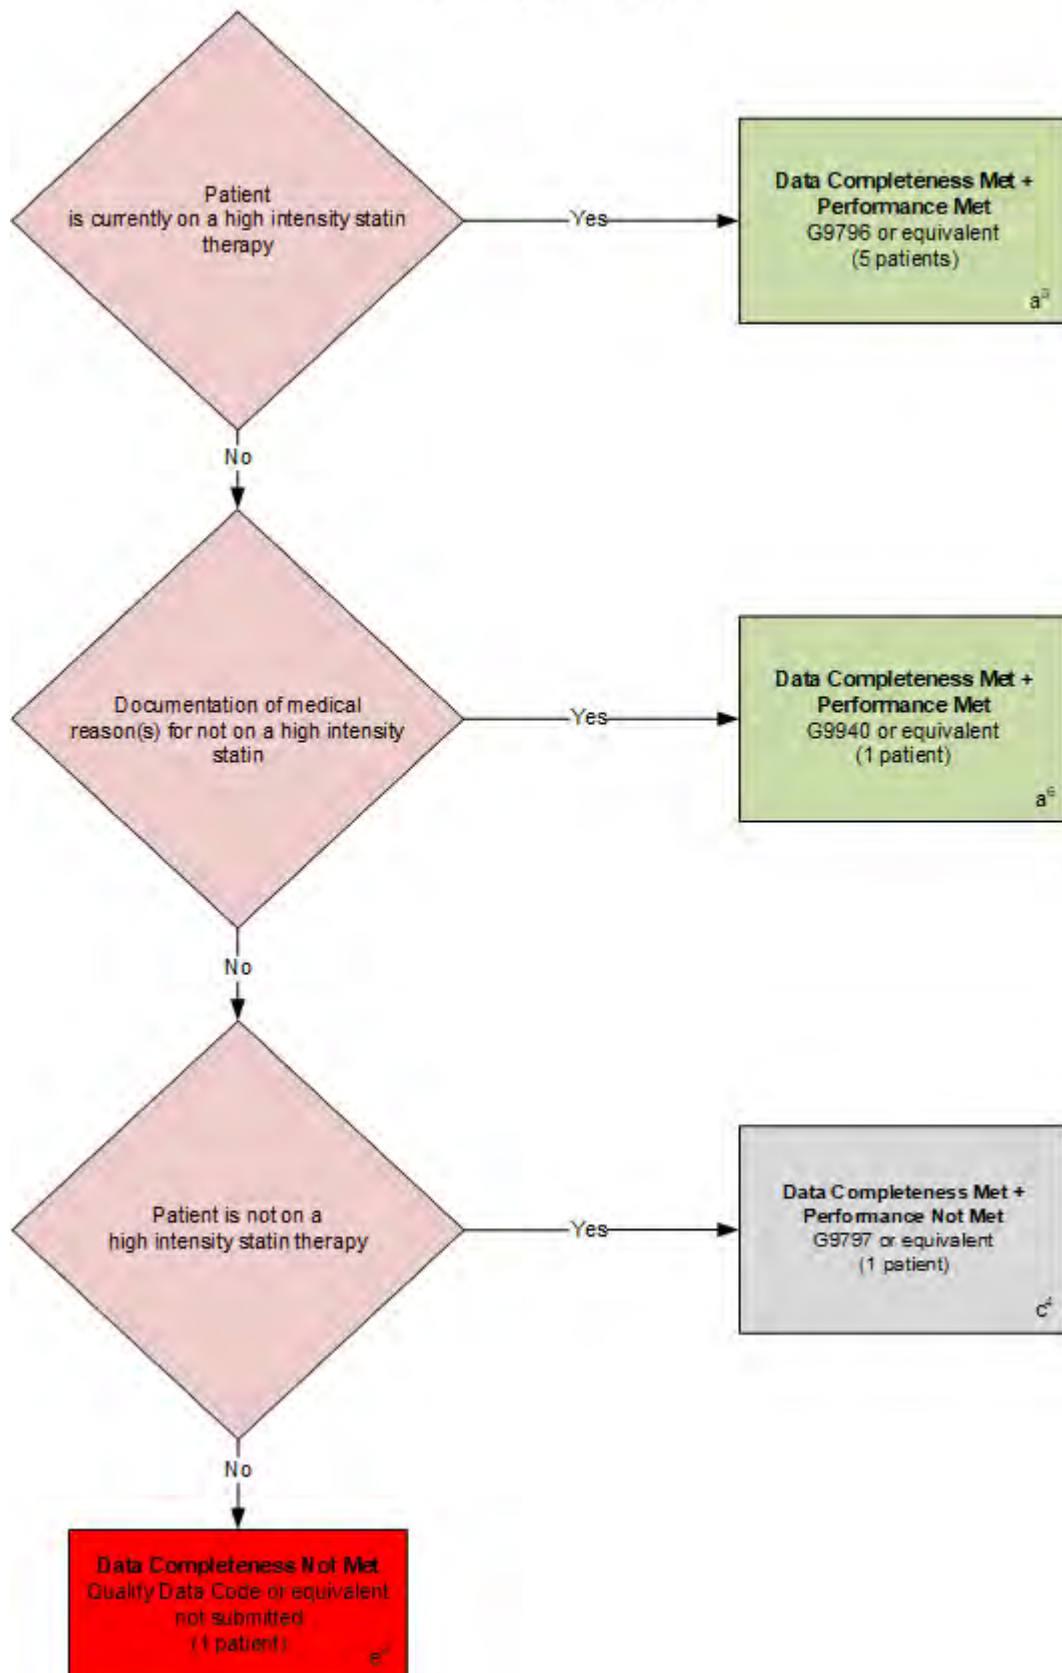 Patient
is currently on a high intensity statin
therapy
Yes
Data Completeness Met +
Performance Met
G9796 or equivalent
(5 patients)
a
No
Documentation of medical
reason(s) for not on a high intensity
statin
Yes
Data Completeness Met +
Performance Met
G9940 or equivalent
(1 patient)
a
No
Patient is not on a
high intensity statin therapy
Yes
Data Completeness Met +
Performance Not Met
G9797 or equivalent
(1 patient)
c
No
Data Completeness Not Met
Quality Data Code or equivalent
not submitted
(1 patient)
e